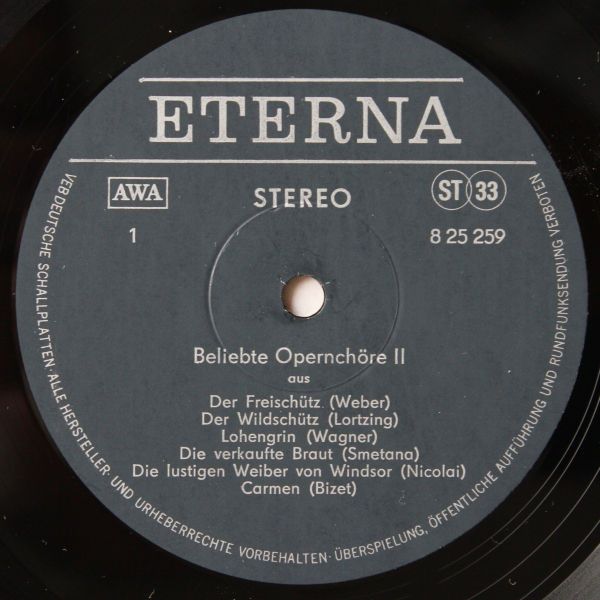 ETERNA
AWA
STEREO
ST 33
1
8 25 259
Beliebte Opernchöre II
aus
Der Freischütz (Weber)
Der Wildschütz (Lortzing)
Lohengrin (Wagner)
Die verkaufte Braut (Smetana)
Die lustigen Weiber von Windsor (Nicolai)
Carmen (Bizet)
VEB DEUTSCHE SCHALLPLATTEN · ALLE HERSTELLER- UND URHEBERRECHTE VORBEHALTEN · ÜBERSPIELUNG, ÖFFENTLICHE AUFFÜHRUNG UND RUNDFUNKSENDUNG VERBOTEN